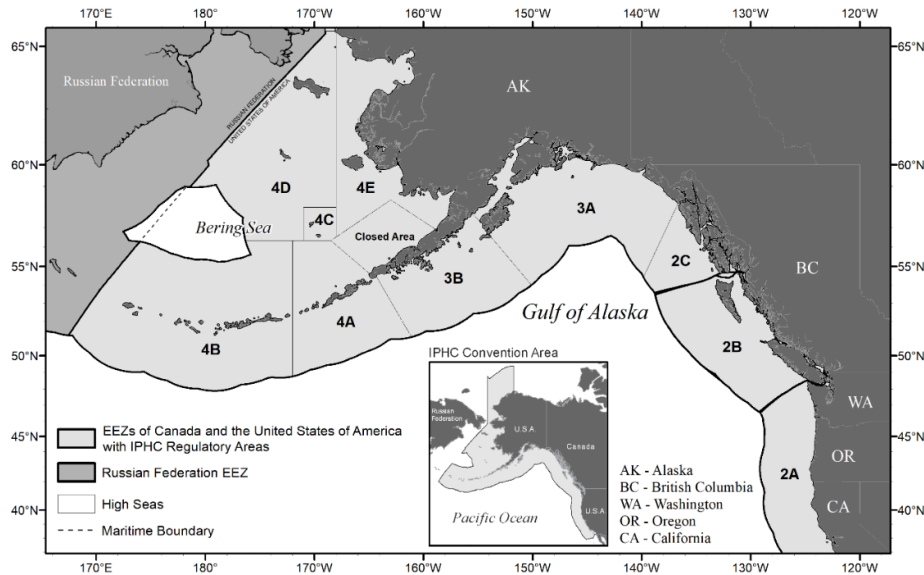 170°E 180° 170°W 160°W 150°W 140°W 130°W 120°W
65°N 65°N
Russian Federation
AK
RUSSIAN FEDERATION
UNITED STATES OF AMERICA
60°N 60°N
4D 4E
3A
4C
Bering Sea
Closed Area
2C
BC
55°N 55°N
3B
Gulf of Alaska
4A
2B
4B
50°N 50°N
IPHC Convention Area
Russian
Federation
U.S.A
Canada
U.S.A
Pacific Ocean
WA
EEZs of Canada and the United States of America
with IPHC Regulatory Areas
45°N 45°N
Russian Federation EEZ
OR
2A
High Seas
AK - Alaska
BC - British Columbia
WA - Washington
OR - Oregon
CA - California
40°N 40°N
CA
Maritime Boundary
170°E 180° 170°W 160°W 150°W 140°W 130°W 120°W